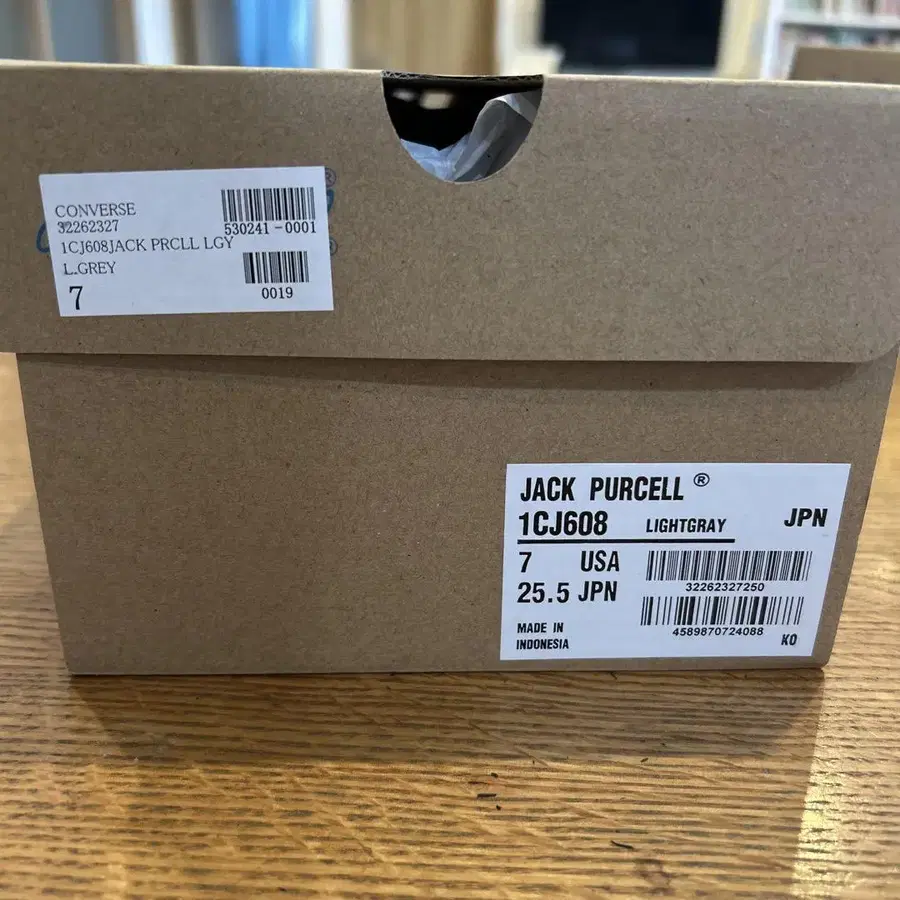 CONVERSE
32262327
530241-0001
1CJ608JACK PRCLL LGY
L.GREY
7
0019
JACK PURCELL ®
1CJ608 LIGHTGRAY JPN
7 USA
32262327250
25.5 JPN
4589870724088
MADE IN
INDONESIA
KO